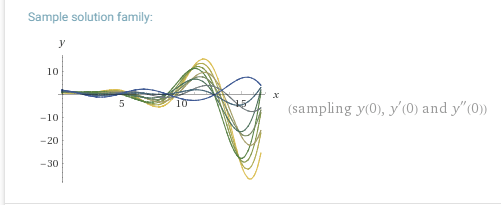 Sample solution family:
y
10
5 10 15 x
(sampling y(0), y′(0) and y″(0))
−10
−20
−30